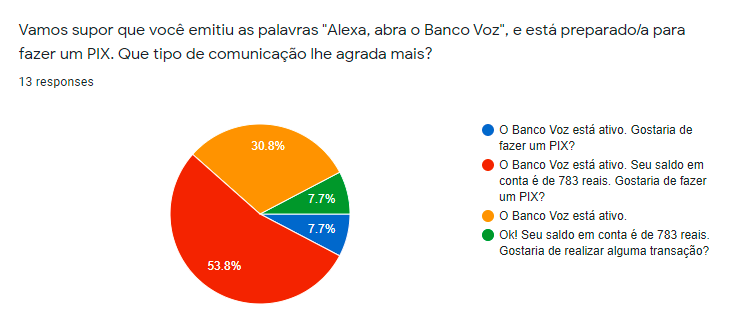 Vamos supor que você emitiu as palavras "Alexa, abra o Banco Voz", e está preparado/a para
fazer um PIX. Que tipo de comunicação lhe agrada mais?
13 responses
30.8%
7.7%
7.7%
53.8%
O Banco Voz está ativo. Gostaria de
fazer um PIX?
O Banco Voz está ativo. Seu saldo em
conta é de 783 reais. Gostaria de fazer
um PIX?
O Banco Voz está ativo.
Ok! Seu saldo em conta é de 783 reais.
Gostaria de realizar alguma transação?